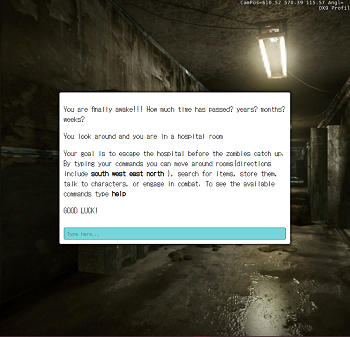 CamPos=610.52 570.39 115.57 Angl=
DX9 Profil
You are finally awake!!! How much time has passed? years? months?
weeks?
You look around and you are in a hospital room
Your goal is to escape the hospital before the zombies catch up.
By typing your commands you can move around rooms(directions
include south west east north ), search for items, store them,
talk to characters, or engage in combat. To see the available
commands type help
GOOD LUCK!
Type here...